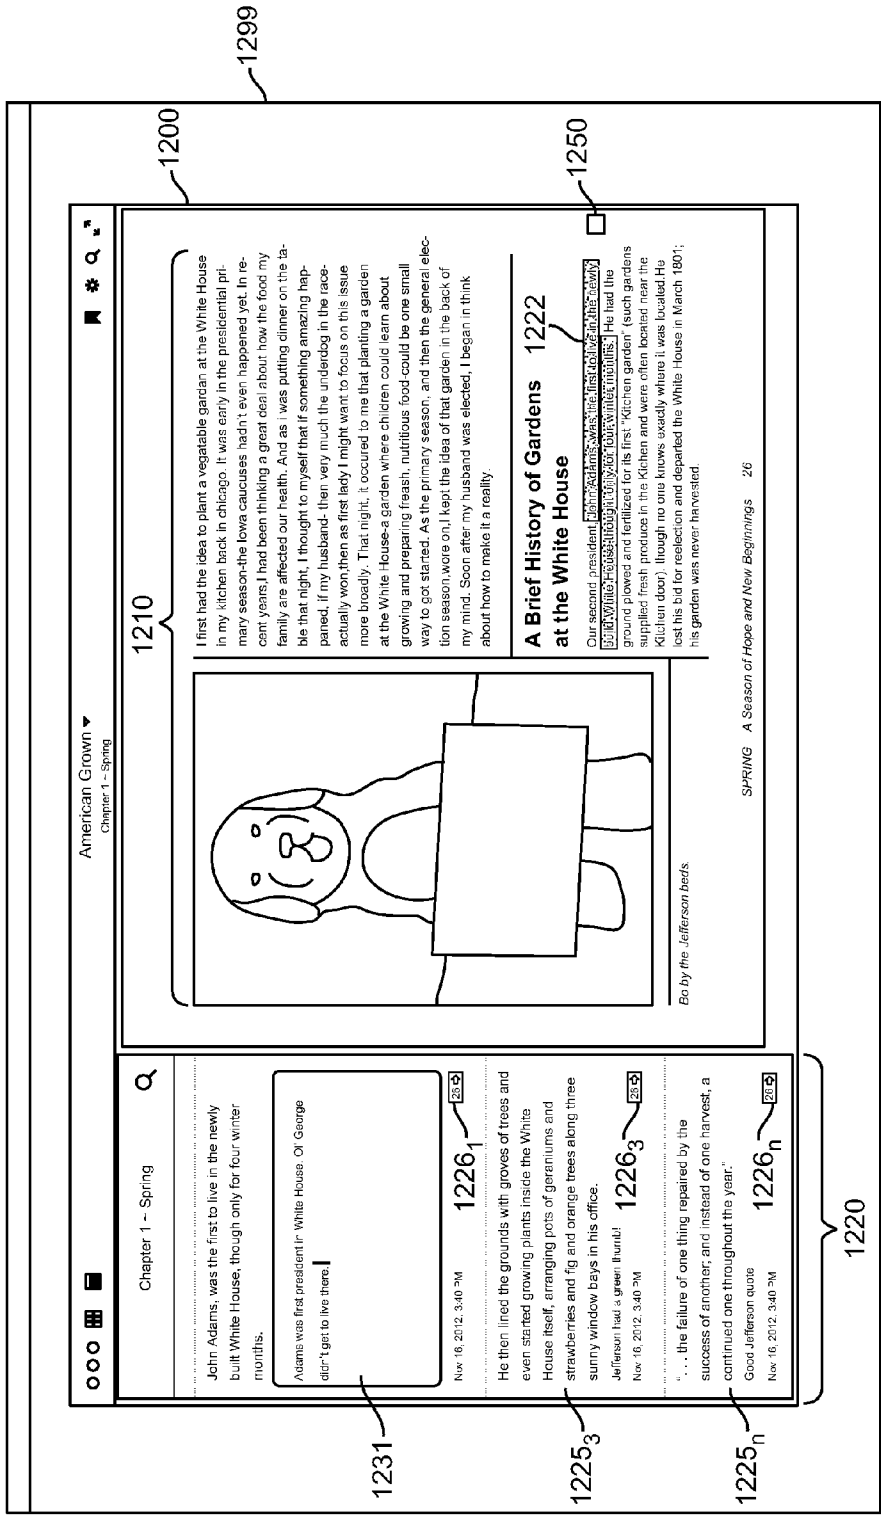 1299
1200
American Grown
Chapter 1 – Spring
Chapter 1 – Spring
John Adams, was the first to live in the newly
built White House, though only for four winter
months.
Adams was first president in White House. Ol' George
didn't get to live there.
1231
Nov 16, 2012, 3:40 PM
26
1226₁
He then lined the grounds with groves of trees and
even started growing plants inside the White
House itself, arranging pots of geraniums and
strawberries and fig and orange trees along three
sunny window bays in his office.
Jefferson had a green thumb!
Nov 16, 2012, 3:40 PM
26
1226₃
1225₃
". . . the failure of one thing repaired by the
success of another; and instead of one harvest, a
continued one throughout the year."
Good Jefferson quote
Nov 16, 2012, 3:40 PM
26
1226ₙ
1225ₙ
1220
1210
Bo by the Jefferson beds.
I first had the idea to plant a vegatable gardan at the White House
in my kitchen back in chicago. It was early in the presidential pri-
mary season-the Iowa caucuses hadn't even happened yet. In re-
cent years,I had been thinking a great deal about how the food my
family are affected our health. And as i was putting dinner on the ta-
ble that night, I thought to myself that if something amazing hap-
paned, if my husband- then very much the underdog in the race-
actually won,then as first lady I might want to focus on this issue
more broadly. That night, it occured to me that planting a garden
at the White House-a garden where children could learn about
growing and preparing freash, nutritious food-could be one small
way to got started. As the primary season, and then the general elec-
tion season wore on,I kept the idea of that garden in the back of
my mind. Soon after my husband was elected, I began in think
about how to make it a reality.
A Brief History of Gardens
at the White House
1222
1250
Our second president, John Adams, was the first to live in the newly
build White House though only for four winter months. He had the
ground plowed and fertilized for its first "Kitchen garden" (such gardens
supplied fresh produce in the Kichen and were often located near the
Kitchen door). though no one knows exactly where it was located.He
lost his bid for reelection and departed the White House in March 1801;
his garden was never harvested.
SPRING A Season of Hope and New Beginnings 26